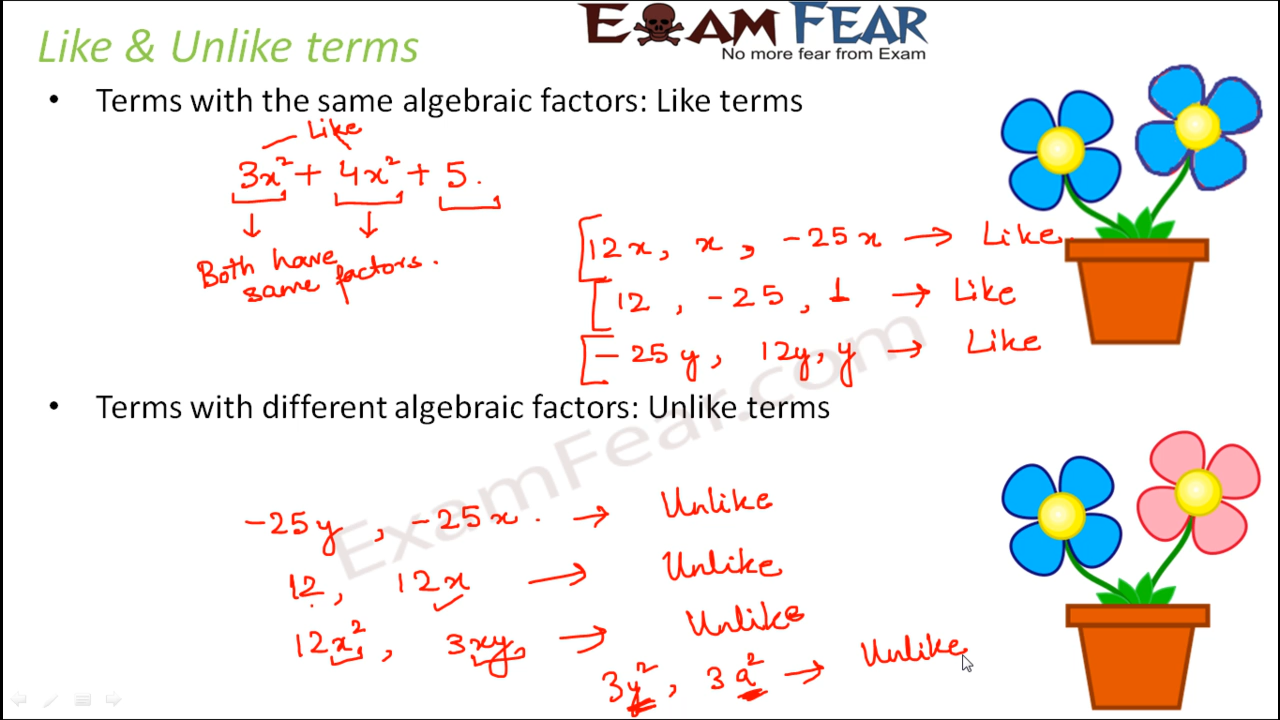 Like & Unlike terms
EXAM FEAR
No more fear from Exam
• Terms with the same algebraic factors: Like terms
Like
3x² + 4x² + 5.
Both have
same factors.
12x, x, -25x → Like
12, -25, 1 → Like
-25y, 12y, y → Like
• Terms with different algebraic factors: Unlike terms
-25y, -25x. → Unlike
12, 12x → Unlike
12x², 3xy, → Unlike
3y², 3a² → Unlike
ExamFear.com